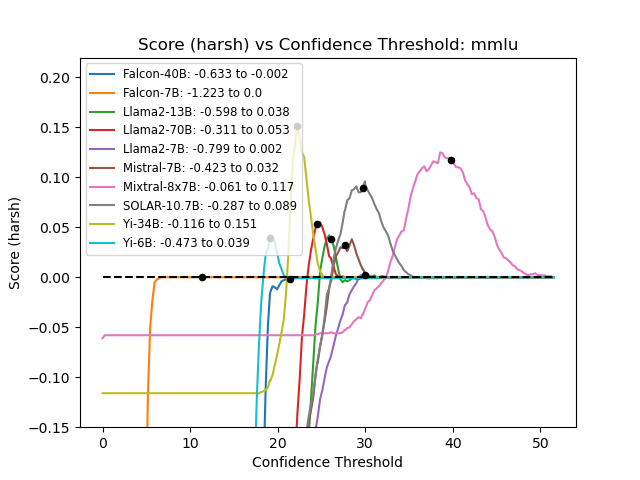 Score (harsh) vs Confidence Threshold: mmlu
Score (harsh)
0.20
0.15
0.10
0.05
0.00
−0.05
−0.10
−0.15
Falcon-40B: -0.633 to -0.002
Falcon-7B: -1.223 to 0.0
Llama2-13B: -0.598 to 0.038
Llama2-70B: -0.311 to 0.053
Llama2-7B: -0.799 to 0.002
Mistral-7B: -0.423 to 0.032
Mixtral-8x7B: -0.061 to 0.117
SOLAR-10.7B: -0.287 to 0.089
Yi-34B: -0.116 to 0.151
Yi-6B: -0.473 to 0.039
0 10 20 30 40 50
Confidence Threshold